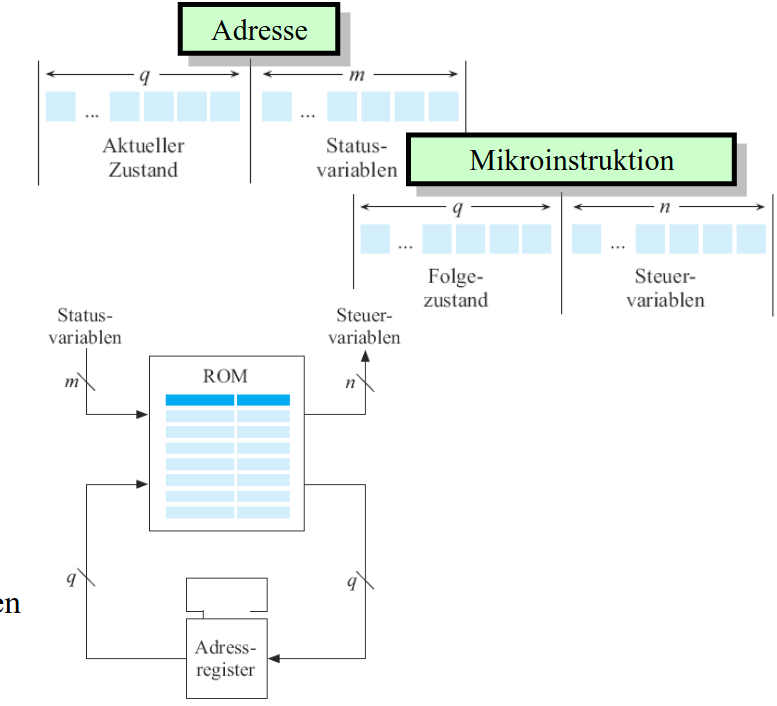 Adresse
q
m
...
...
Aktueller
Zustand
Status-
variablen
Mikroinstruktion
q
n
...
...
Folge-
zustand
Steuer-
variablen
Status-
variablen
Steuer-
variablen
m
n
ROM
q
q
en
Adress-
register